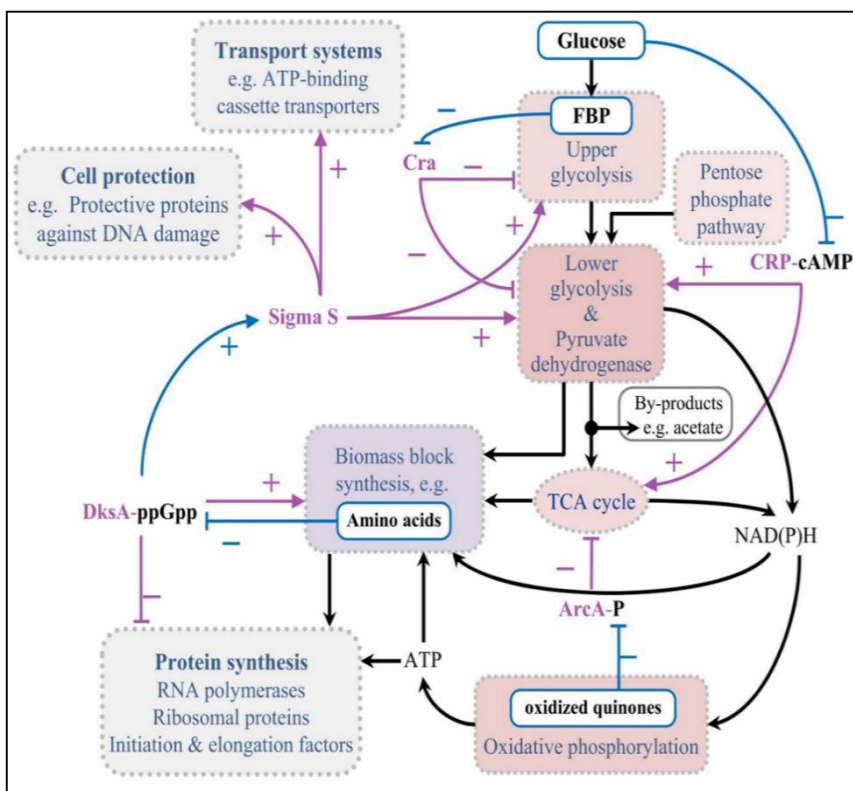 Transport systems
e.g. ATP-binding
cassette transporters
Glucose
FBP
Upper
glycolysis
Cra
Cell protection
e.g. Protective proteins
against DNA damage
Pentose
phosphate
pathway
CRP-cAMP
Lower
glycolysis
&
Pyruvate
dehydrogenase
Sigma S
By-products
e.g. acetate
Biomass block
synthesis, e.g.
Amino acids
TCA cycle
DksA-ppGpp
NAD(P)H
ArcA-P
Protein synthesis
RNA polymerases
Ribosomal proteins
Initiation & elongation factors
ATP
oxidized quinones
Oxidative phosphorylation
+
+
+
+
+
+
+
+
−
−
−
−
−
−
−
−